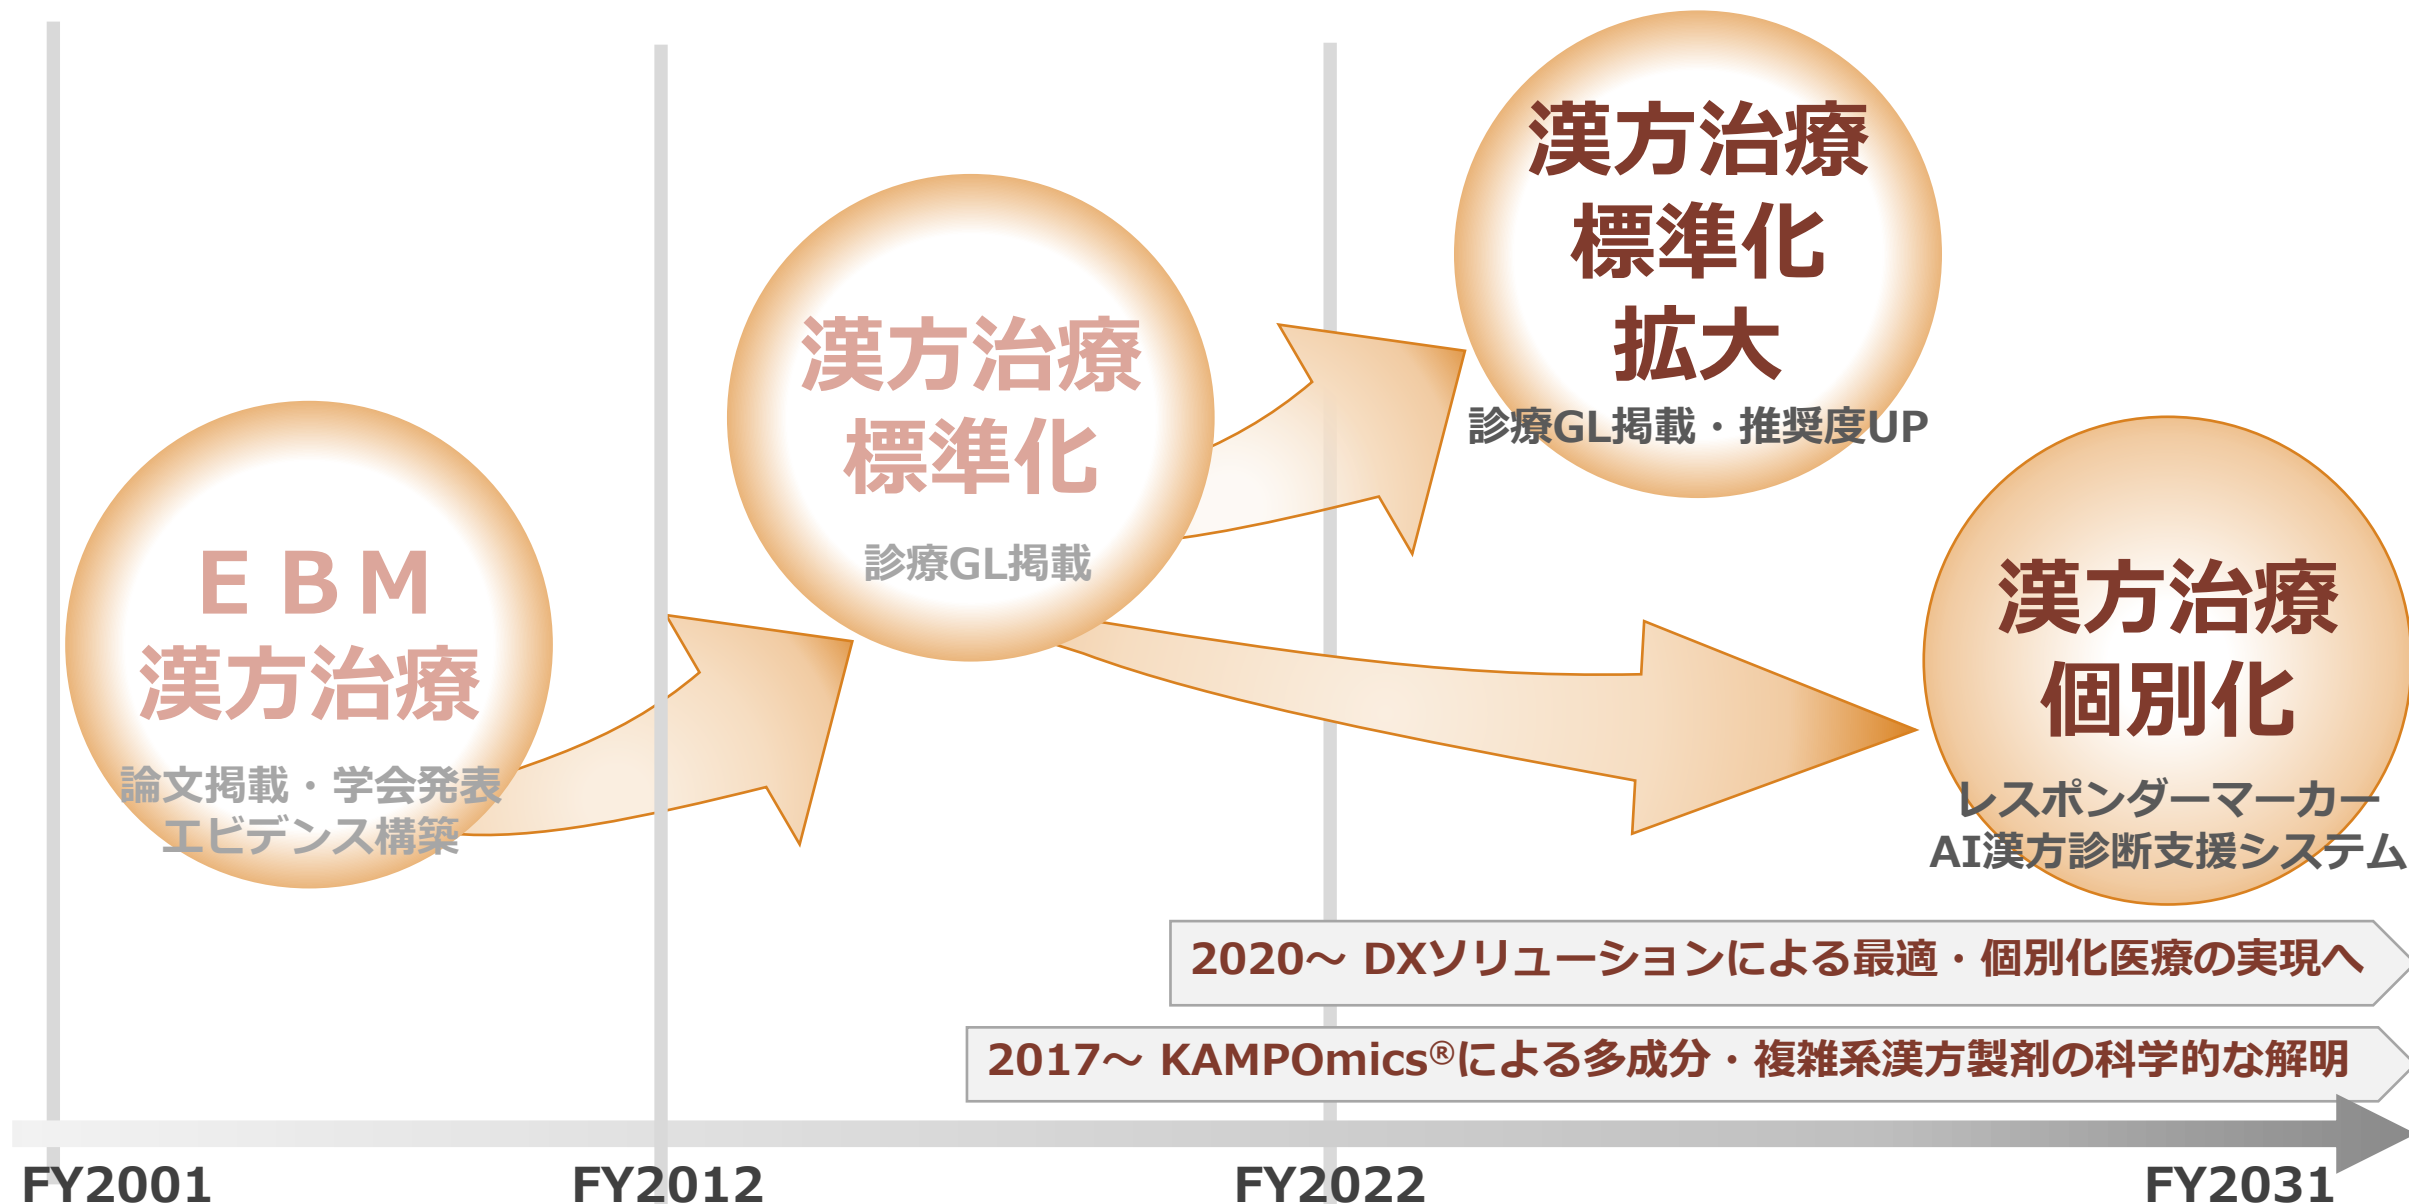 ＥＢＭ
漢方治療
論文掲載・学会発表
エビデンス構築
漢方治療
標準化
診療GL掲載
漢方治療
標準化
拡大
診療GL掲載・推奨度UP
漢方治療
個別化
レスポンダーマーカー
AI漢方診断支援システム
2020～ DXソリューションによる最適・個別化医療の実現へ
2017～ KAMPOmics®による多成分・複雑系漢方製剤の科学的な解明
FY2001
FY2012
FY2022
FY2031